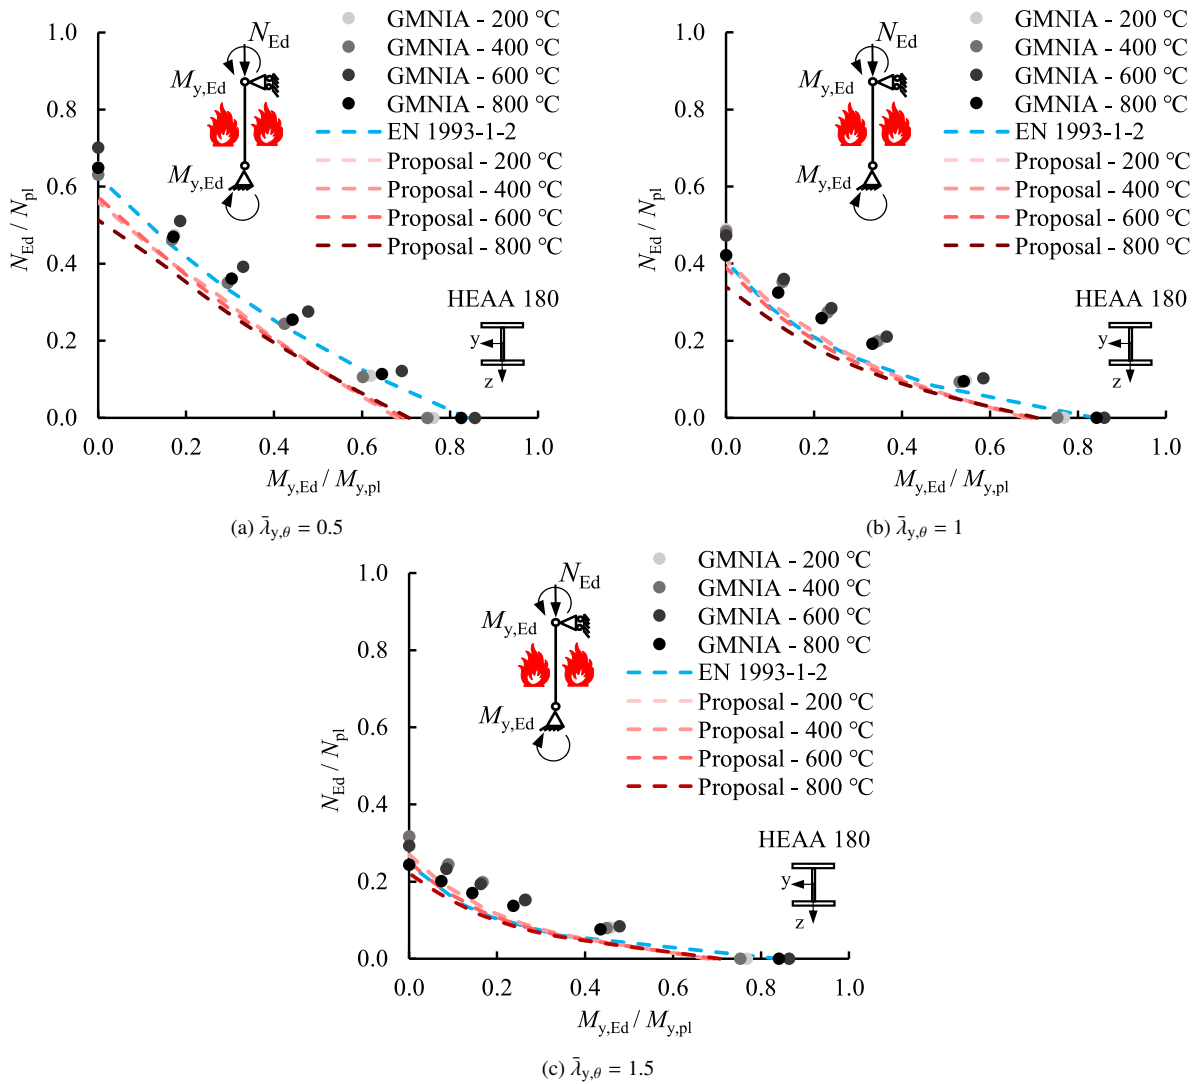 1.0
0.8
0.6
0.4
0.2
0.0
N_Ed / N_pl
0.0 0.2 0.4 0.6 0.8 1.0
M_y,Ed / M_y,pl
N_Ed
M_y,Ed
M_y,Ed
GMNIA - 200 °C
GMNIA - 400 °C
GMNIA - 600 °C
GMNIA - 800 °C
EN 1993-1-2
Proposal - 200 °C
Proposal - 400 °C
Proposal - 600 °C
Proposal - 800 °C
HEAA 180
y
z
(a) λ̄_y,θ = 0.5
1.0
0.8
0.6
0.4
0.2
0.0
N_Ed / N_pl
0.0 0.2 0.4 0.6 0.8 1.0
M_y,Ed / M_y,pl
N_Ed
M_y,Ed
M_y,Ed
GMNIA - 200 °C
GMNIA - 400 °C
GMNIA - 600 °C
GMNIA - 800 °C
EN 1993-1-2
Proposal - 200 °C
Proposal - 400 °C
Proposal - 600 °C
Proposal - 800 °C
HEAA 180
y
z
(b) λ̄_y,θ = 1
1.0
0.8
0.6
0.4
0.2
0.0
N_Ed / N_pl
0.0 0.2 0.4 0.6 0.8 1.0
M_y,Ed / M_y,pl
N_Ed
M_y,Ed
M_y,Ed
GMNIA - 200 °C
GMNIA - 400 °C
GMNIA - 600 °C
GMNIA - 800 °C
EN 1993-1-2
Proposal - 200 °C
Proposal - 400 °C
Proposal - 600 °C
Proposal - 800 °C
HEAA 180
y
z
(c) λ̄_y,θ = 1.5